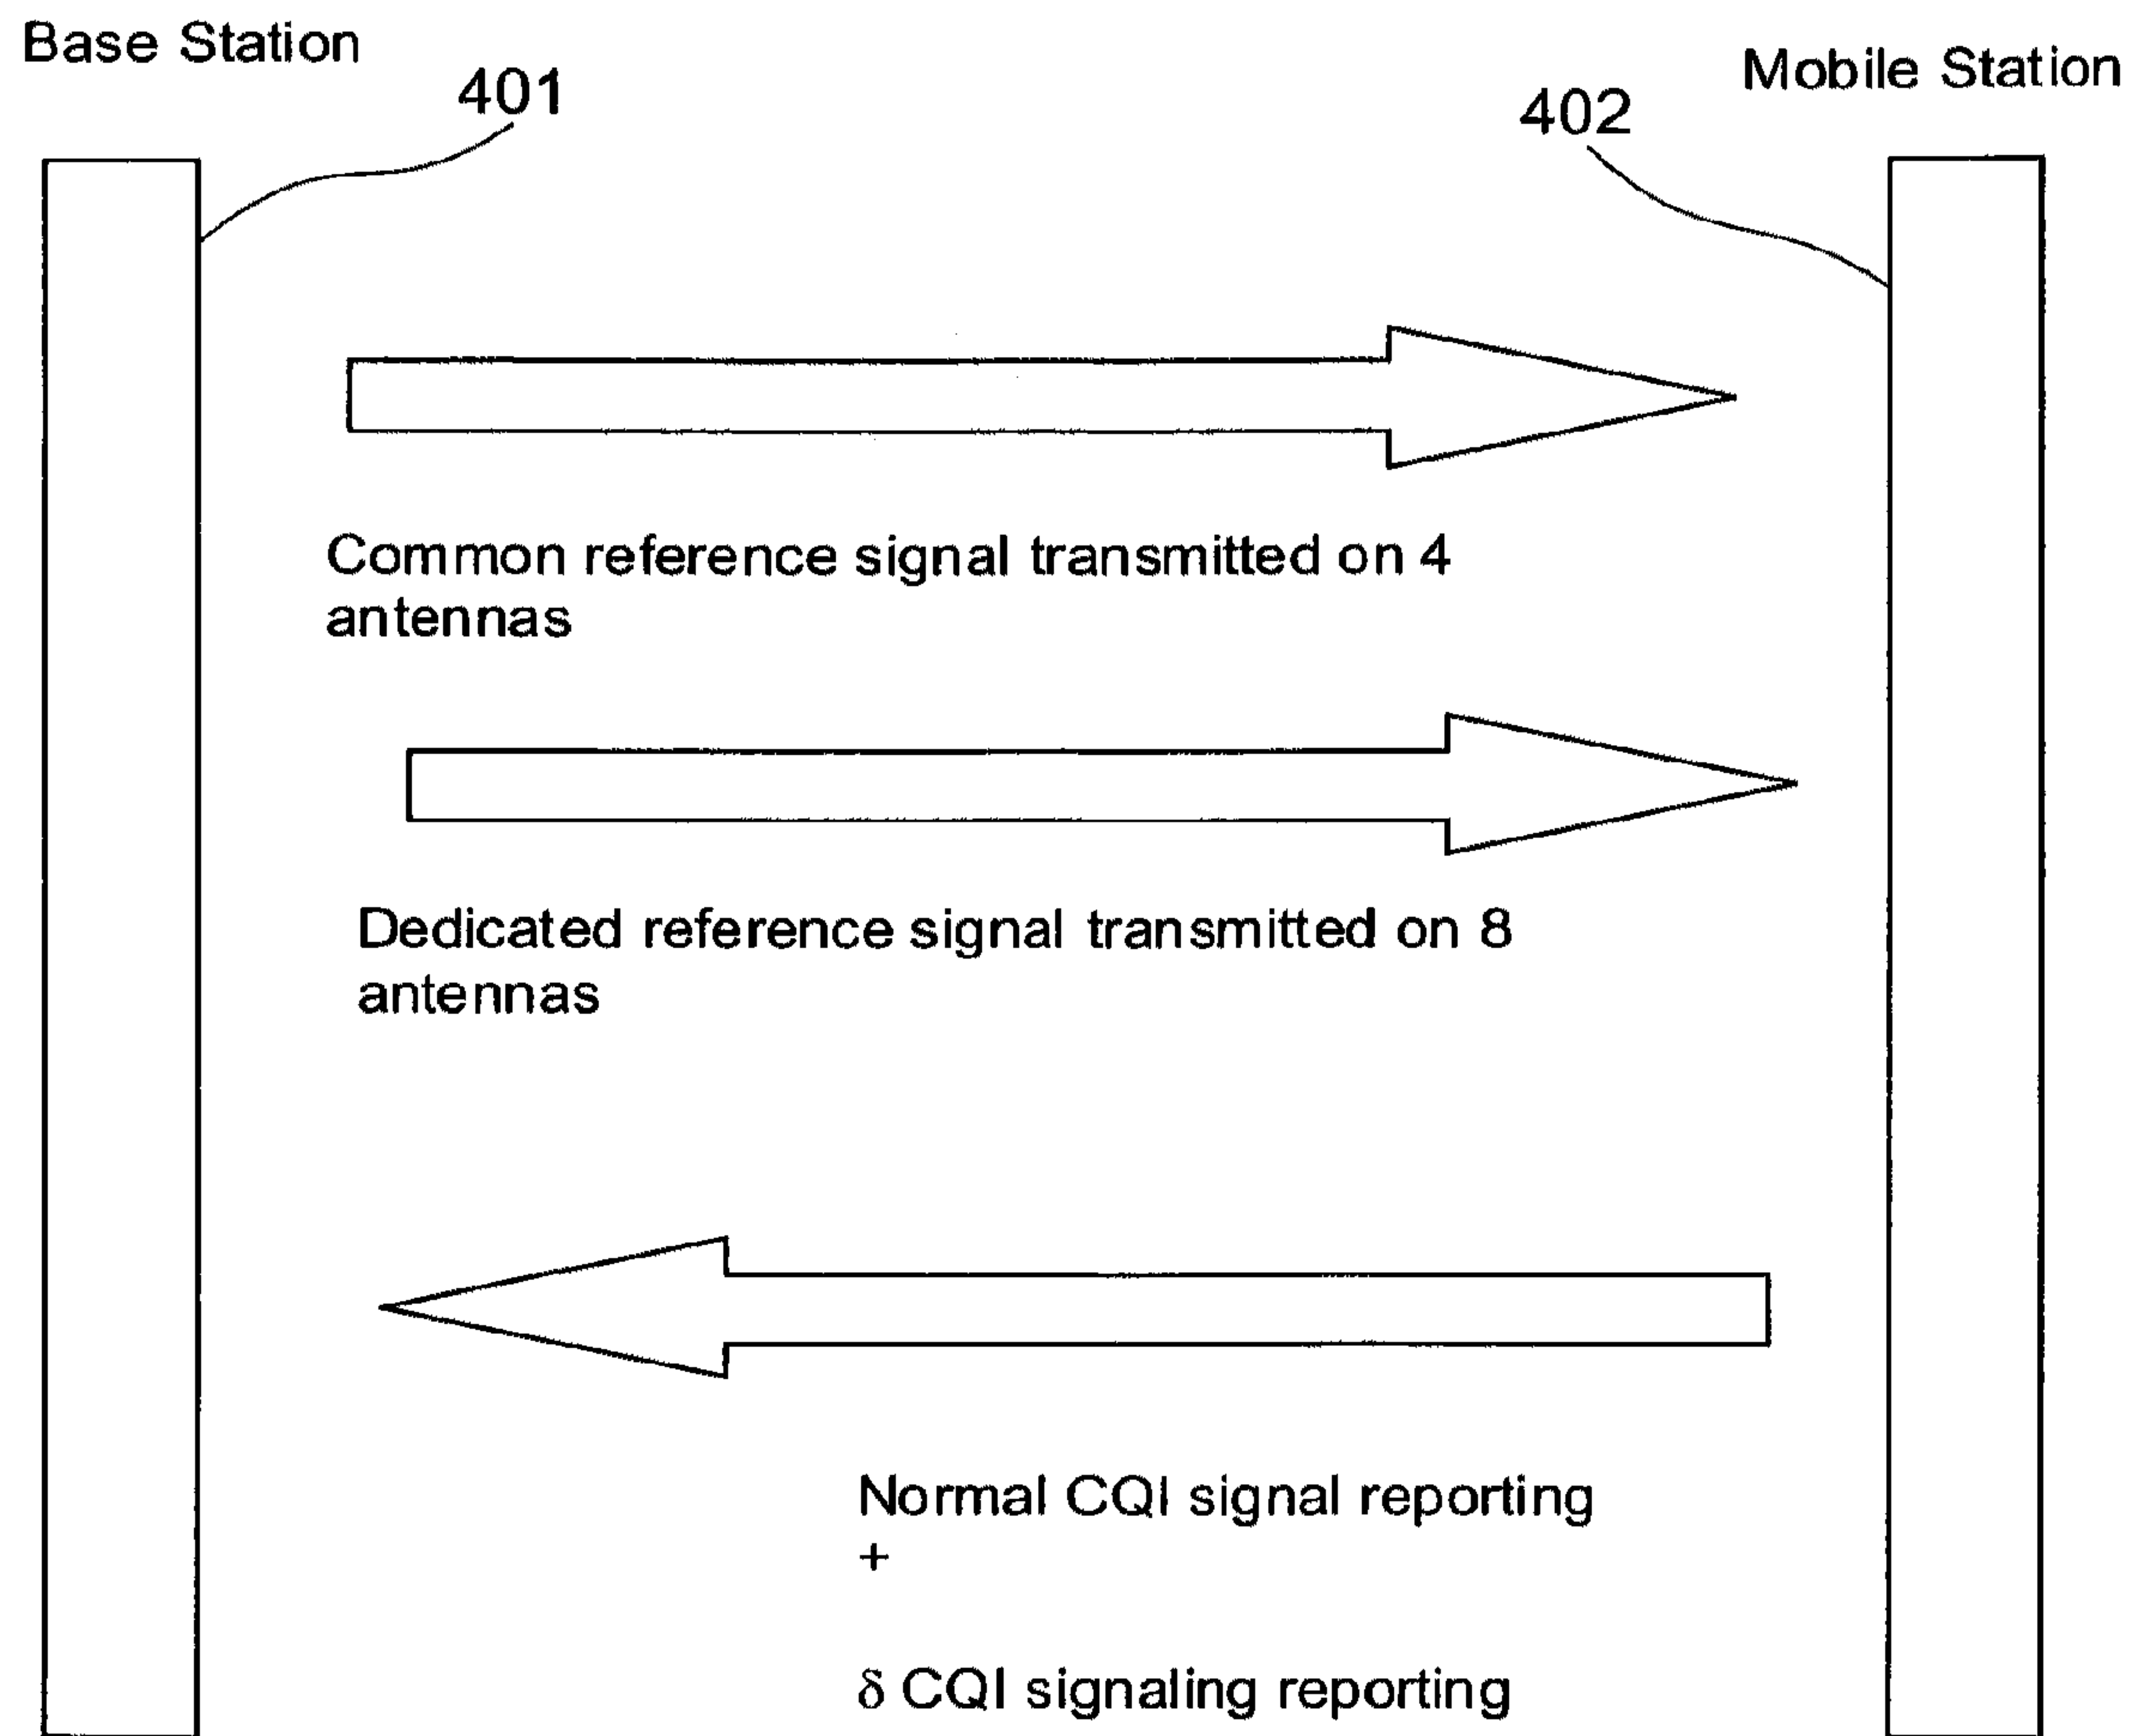 Base Station
401
402
Mobile Station
Common reference signal transmitted on 4
antennas
Dedicated reference signal transmitted on 8
antennas
Normal CQI signal reporting
+
δ CQI signaling reporting